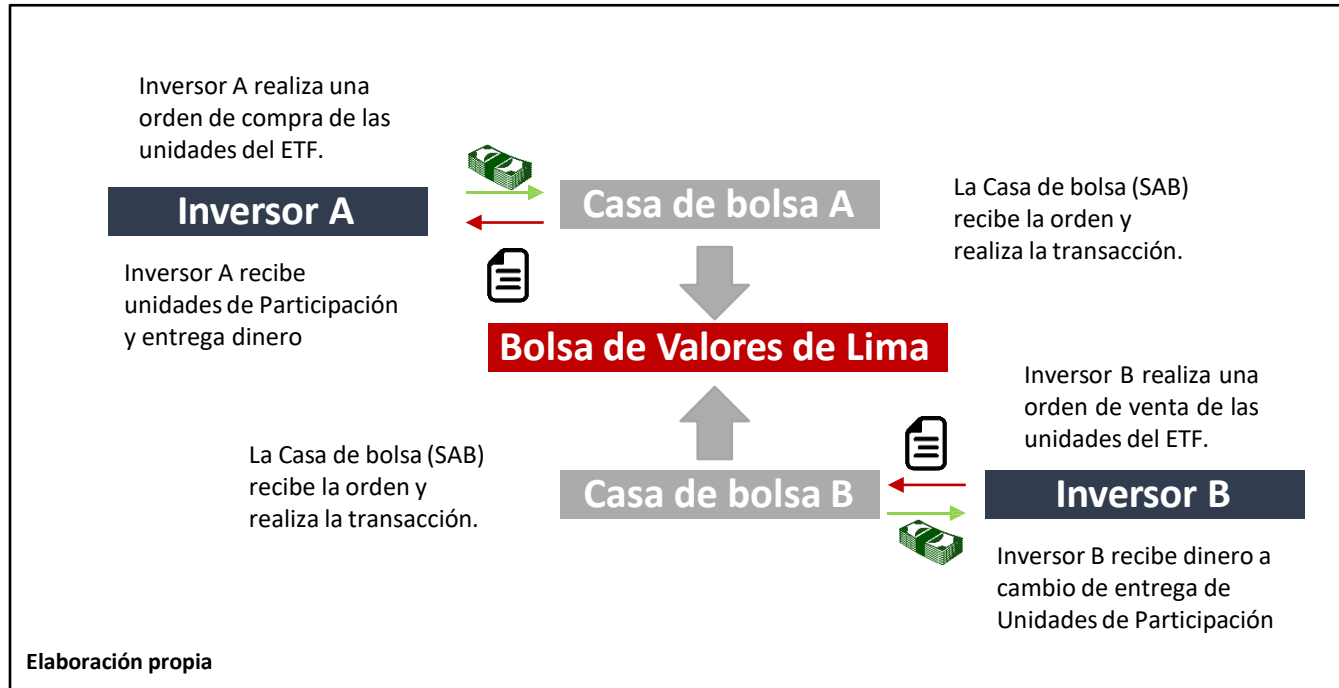 Inversor A realiza una
orden de compra de las
unidades del ETF.
Inversor A
Casa de bolsa A
La Casa de bolsa (SAB)
recibe la orden y
realiza la transacción.
Inversor A recibe
unidades de Participación
y entrega dinero
Bolsa de Valores de Lima
Inversor B realiza una
orden de venta de las
unidades del ETF.
La Casa de bolsa (SAB)
recibe la orden y
realiza la transacción.
Casa de bolsa B
Inversor B
Inversor B recibe dinero a
cambio de entrega de
Unidades de Participación
Elaboración propia